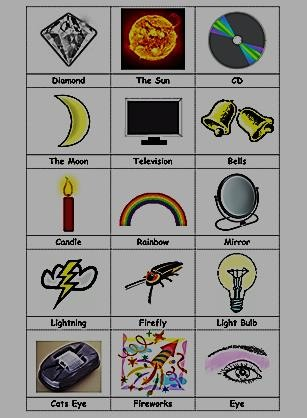 Diamond The Sun CD
The Moon Television Bells
Candle Rainbow Mirror
Lightning Firefly Light Bulb
Cats Eye Fireworks Eye